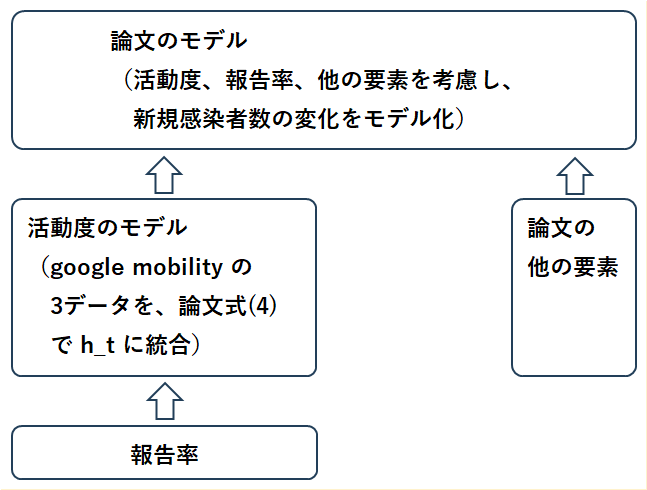 論文のモデル
（活動度、報告率、他の要素を考慮し、
新規感染者数の変化をモデル化）
活動度のモデル
（google mobility の
3データを、論文式(4)
で h_t に統合）
論文の
他の要素
報告率